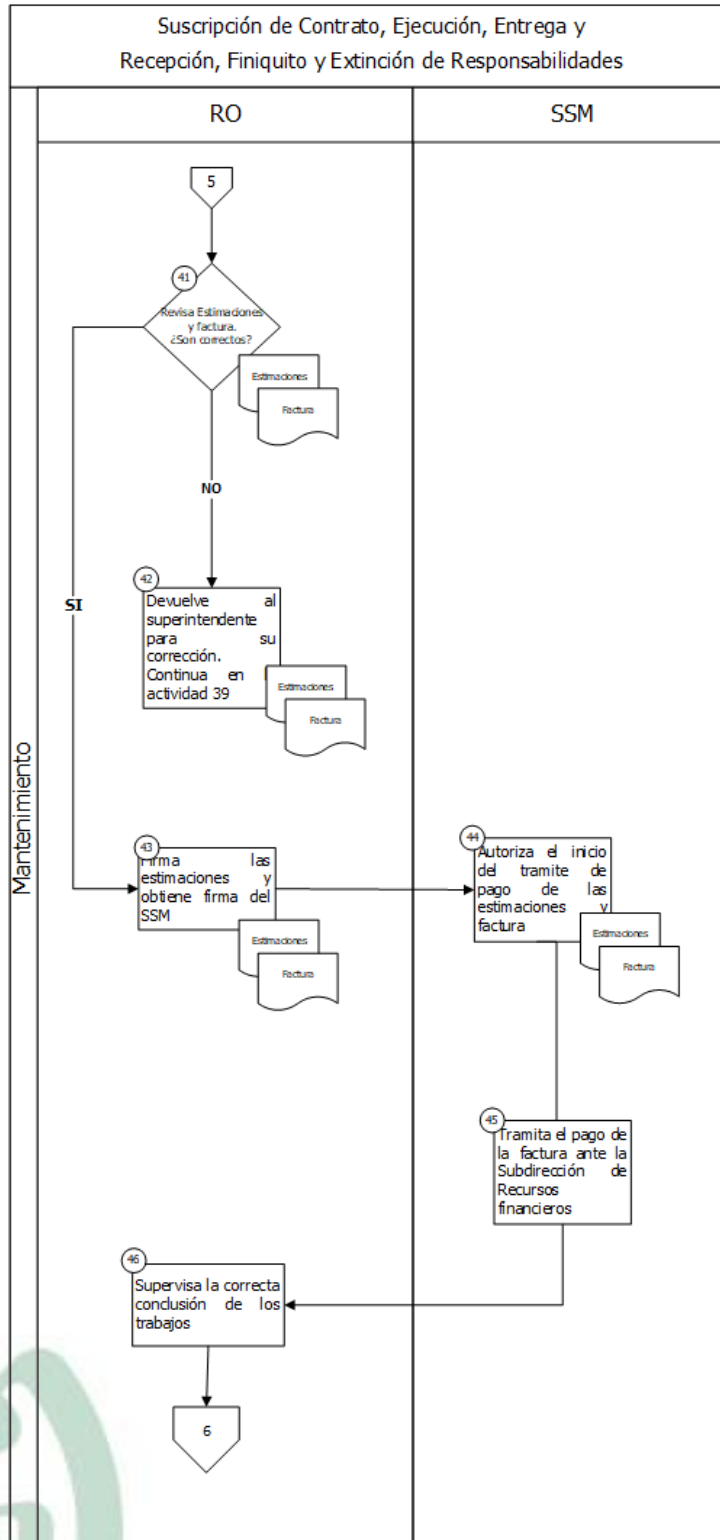 Suscripción de Contrato, Ejecución, Entrega y
Recepción, Finiquito y Extinción de Responsabilidades
RO
SSM
Mantenimiento
5
41
Revisa Estimaciones
y factura.
¿Son correctos?
Estimaciones
Factura
NO
SI
42
Devuelve al
superintendente
para su
corrección.
Continua en
actividad 39
Estimaciones
Factura
43
Firma las
estimaciones y
obtiene firma del
SSM
Estimaciones
Factura
44
Autoriza el inicio
del tramite de
pago de las
estimaciones y
factura
Estimaciones
Factura
45
Tramita el pago de
la factura ante la
Subdirección de
Recursos
financieros
46
Supervisa la correcta
conclusión de los
trabajos
6